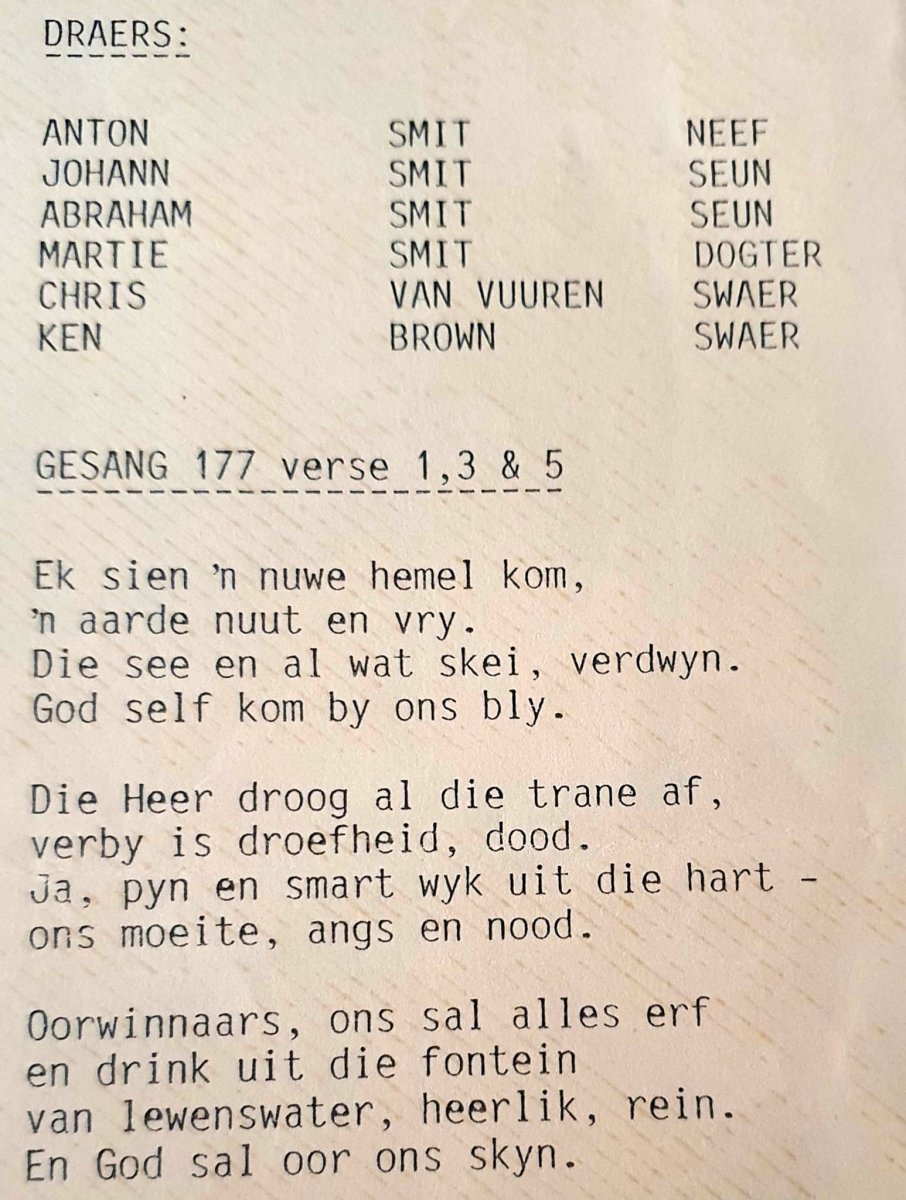 DRAERS:
ANTON SMIT NEEF
JOHANN SMIT SEUN
ABRAHAM SMIT SEUN
MARTIE SMIT DOGTER
CHRIS VAN VUUREN SWAER
KEN BROWN SWAER
GESANG 177 verse 1,3 & 5
Ek sien 'n nuwe hemel kom,
'n aarde nuut en vry.
Die see en al wat skei, verdwyn.
God self kom by ons bly.
Die Heer droog al die trane af,
verby is droefheid, dood.
Ja, pyn en smart wyk uit die hart -
ons moeite, angs en nood.
Oorwinnaars, ons sal alles erf
en drink uit die fontein
van lewenswater, heerlik, rein.
En God sal oor ons skyn.